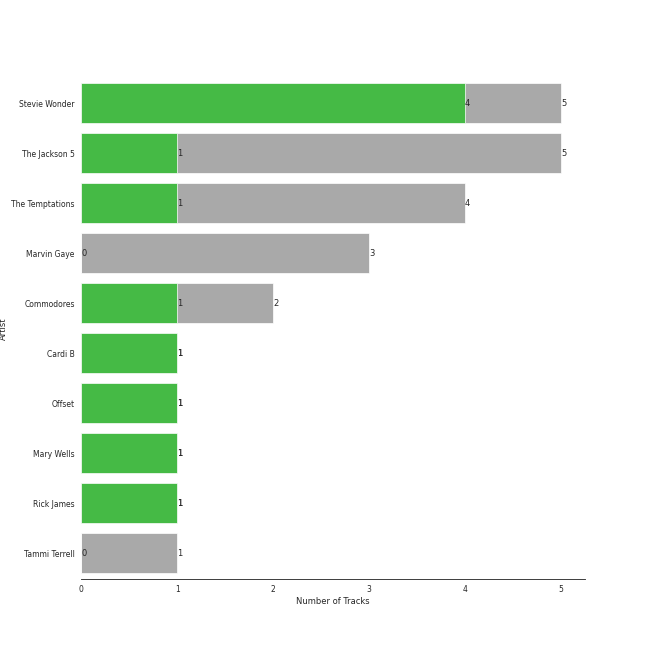 Stevie Wonder 4 5
The Jackson 5 1 5
The Temptations 1 4
Marvin Gaye 0 3
Commodores 1 2
Artist
Cardi B 1
Offset 1
Mary Wells 1
Rick James 1
Tammi Terrell 0 1
0 1 2 3 4 5
Number of Tracks